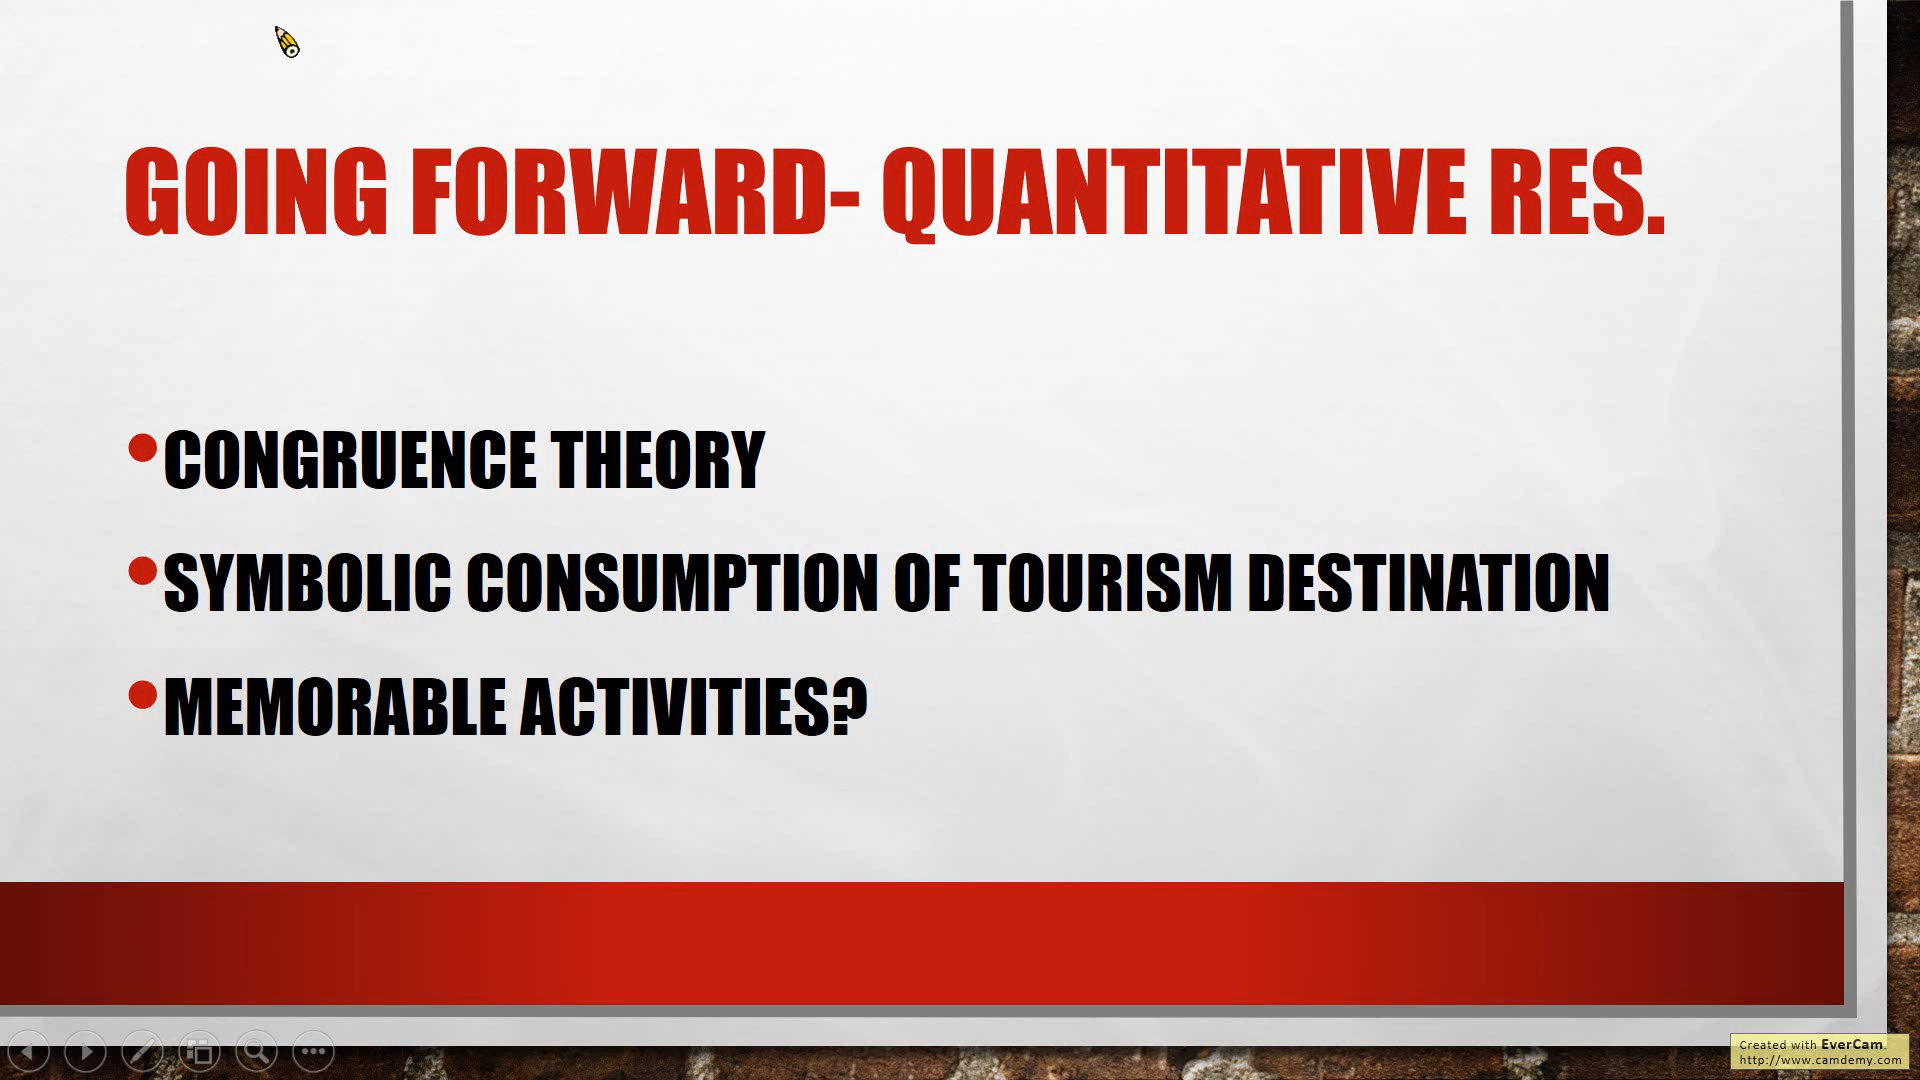 GOING FORWARD- QUANTITATIVE RES.
•CONGRUENCE THEORY
•SYMBOLIC CONSUMPTION OF TOURISM DESTINATION
•MEMORABLE ACTIVITIES?
Created with EverCam.
http://www.camdemy.com